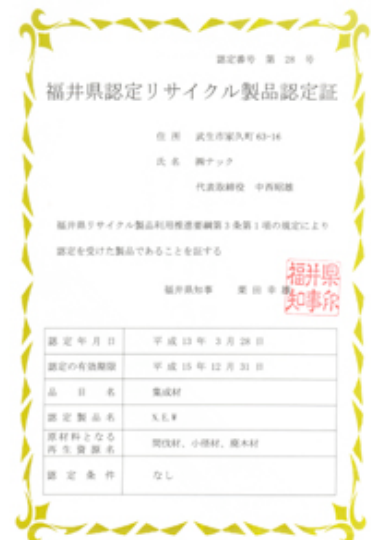 認定番号 第 28 号
福井県認定リサイクル製品認定証
住所 武生市家久町 63-16
氏名 ㈱ナック
代表取締役 中西昭雄
福井県リサイクル製品利用推進要綱第3条第1項の規定により
認定を受けた製品であることを証する
福井県知事 栗田幸雄
福井県
知事印
認定年月日 平成 13 年 3 月 28 日
認定の有効期限 平成 15 年 12 月 31 日
品目名 集成材
認定製品名 N.E.W
原材料となる
再生資源名 間伐材、小径材、廃木材
認定条件 なし